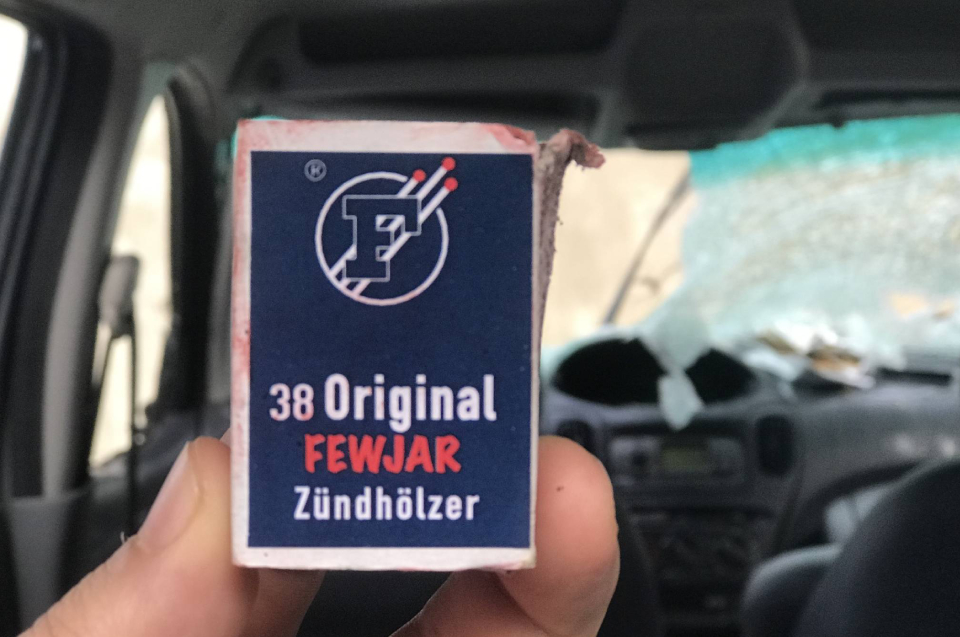 ®
F
38 Original
FEWJAR
Zündhölzer